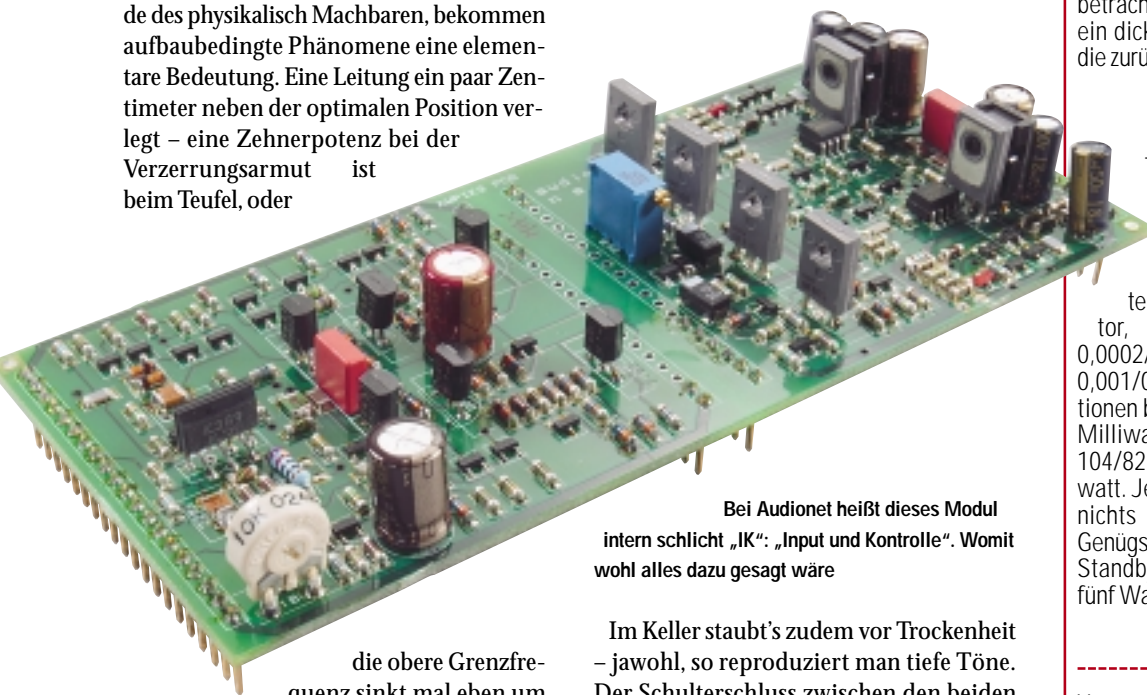 de des physikalisch Machbaren, bekommen
aufbaubedingte Phänomene eine elemen-
tare Bedeutung. Eine Leitung ein paar Zen-
timeter neben der optimalen Position ver-
legt – eine Zehnerpotenz bei der
Verzerrungsarmut ist
beim Teufel, oder
die obere Grenzfre-
quenz sinkt mal eben um
10K 024
Bei Audionet heißt dieses Modul
intern schlicht „IK“: „Input und Kontrolle“. Womit
wohl alles dazu gesagt wäre
Im Keller staubt's zudem vor Trockenheit
– jawohl, so reproduziert man tiefe Töne.
Der Schulterschluss zwischen den beiden
ein dick
die zurü
te
tor,
0,0002/
0,001/0
tionen b
Milliwa
104/82
watt. Je
nichts
Genügs
Standb
fünf Wa